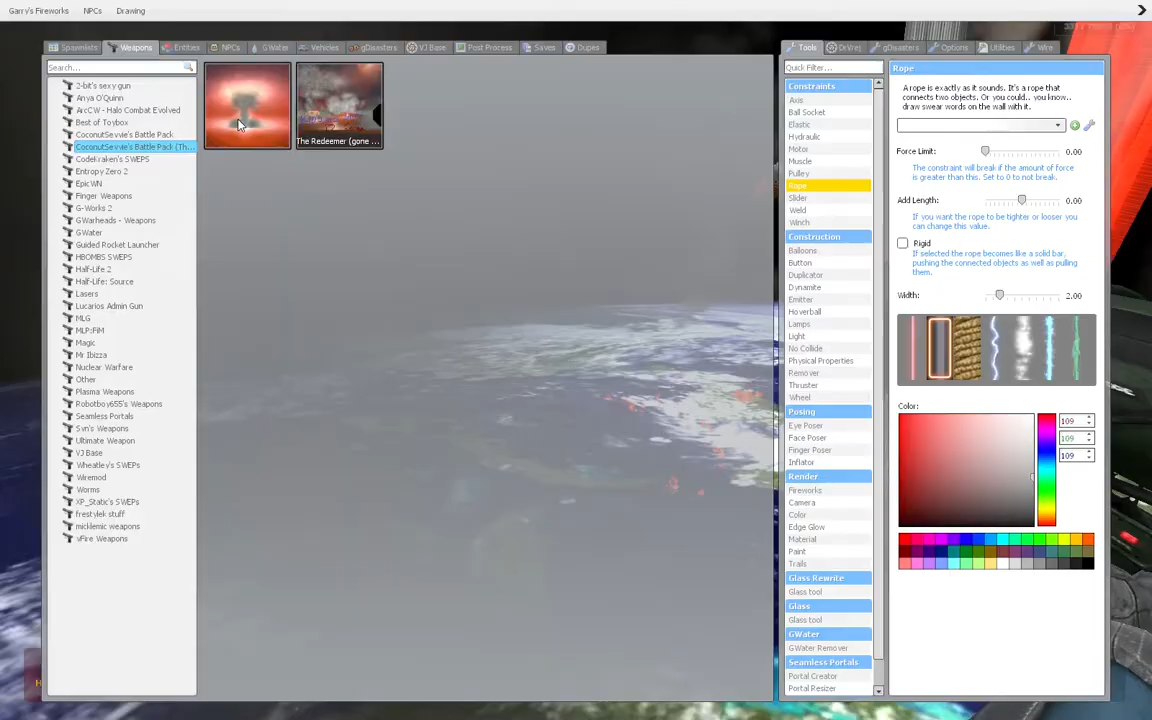 Garry's Fireworks NPCs Drawing
Spawnlists Weapons Entities NPCs GWater Vehicles gDisasters VJ Base Post Process Saves Dupes
Search...
2-bit's sexy gun
Anya O'Quinn
ArcCW - Halo Combat Evolved
Best of Toybox
CoconutSevvie's Battle Pack
CoconutSevvie's Battle Pack (Th...
CodeKraken's SWEPS
Entropy Zero 2
EpicWN
Finger Weapons
G-Works 2
GWarheads - Weapons
GWater
Guided Rocket Launcher
HBOMBS SWEPS
Half-Life 2
Half-Life: Source
Lasers
Lucarios Admin Gun
MLG
MLP:FiM
Magic
Mr Ibizza
Nuclear Warfare
Other
Plasma Weapons
Robotboy655's Weapons
Seamless Portals
Svn's Weapons
Ultimate Weapon
VJ Base
Wheatley's SWEPs
Wiremod
Worms
XP_Static's SWEPs
frestylek stuff
micklemic weapons
vFire Weapons
The Redeemer (gone ...
Tools DrVrej gDisasters Options Utilities Wire
Quick Filter...
Constraints
Axis
Ball Socket
Elastic
Hydraulic
Motor
Muscle
Pulley
Rope
Slider
Weld
Winch
Construction
Balloons
Button
Duplicator
Dynamite
Emitter
Hoverball
Lamps
Light
No Collide
Physical Properties
Remover
Thruster
Wheel
Posing
Eye Poser
Face Poser
Finger Poser
Inflator
Render
Fireworks
Camera
Color
Edge Glow
Material
Paint
Trails
Glass Rewrite
Glass tool
Glass
Glass tool
GWater
GWater Remover
Seamless Portals
Portal Creator
Portal Resizer
Rope
A rope is exactly as it sounds. It's a rope that
connects two objects. Or you could.. you know..
draw swear words on the wall with it.
Force Limit: 0.00
The constraint will break if the amount of force
is greater than this. Set to 0 to not break.
Add Length: 0.00
If you want the rope to be tighter or looser you
can change this value.
Rigid
If selected the rope becomes like a solid bar,
pushing the connected objects as well as pulling
them.
Width: 2.00
Color:
109
109
109